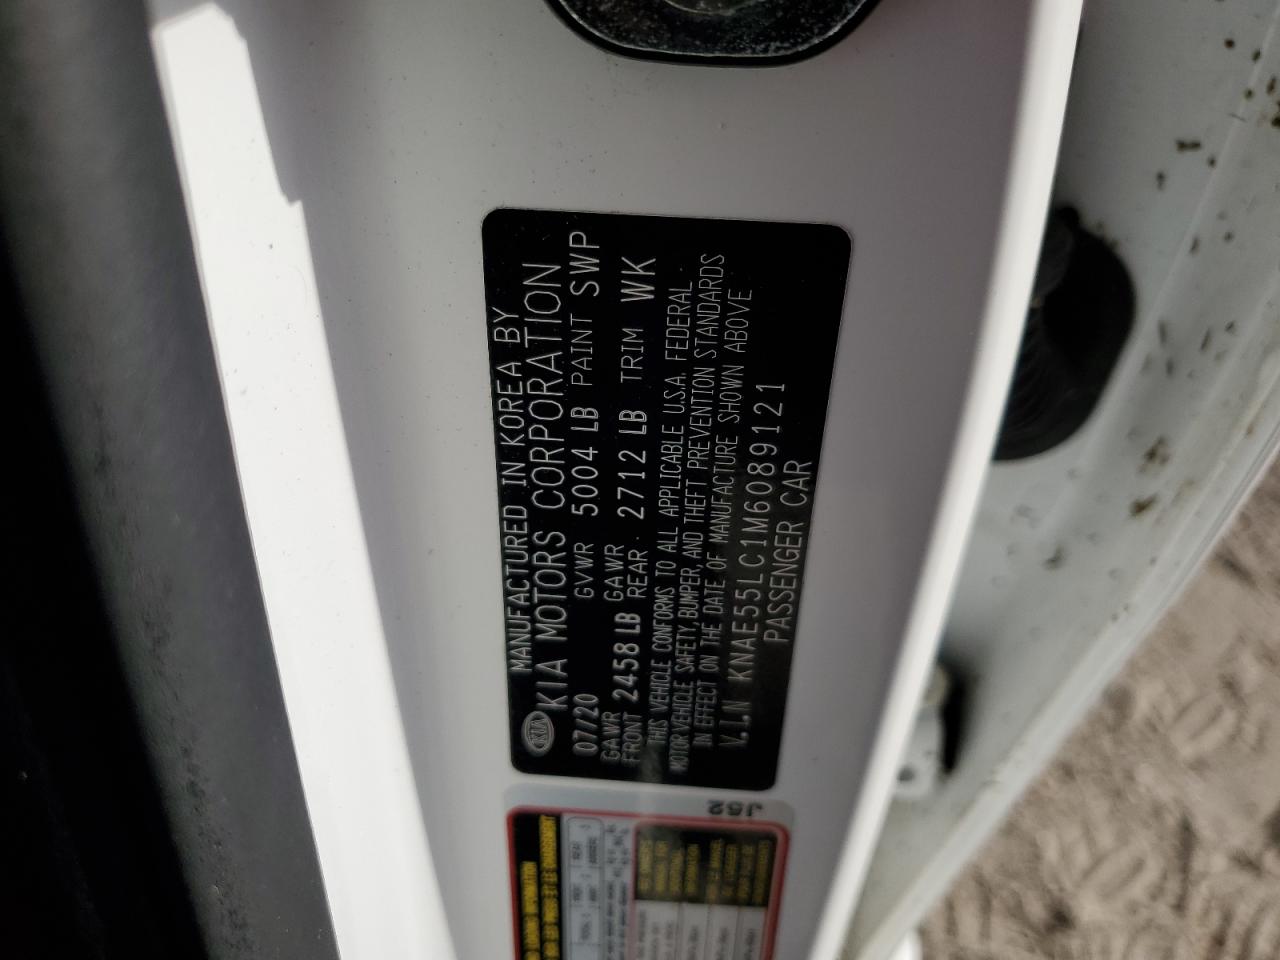 MANUFACTURED IN KOREA BY
KIA KIA MOTORS CORPORATION
07/20 GVWR 5004 LB PAINT SWP
GAWR FRONT 2458 LB GAWR REAR 2712 LB TRIM WK
THIS VEHICLE CONFORMS TO ALL APPLICABLE U.S.A. FEDERAL
MOTOR VEHICLE SAFETY, BUMPER, AND THEFT PREVENTION STANDARDS
IN EFFECT ON THE DATE OF MANUFACTURE SHOWN ABOVE
V.I.N KNAE55LC1M6089121
PASSENGER CAR
J62